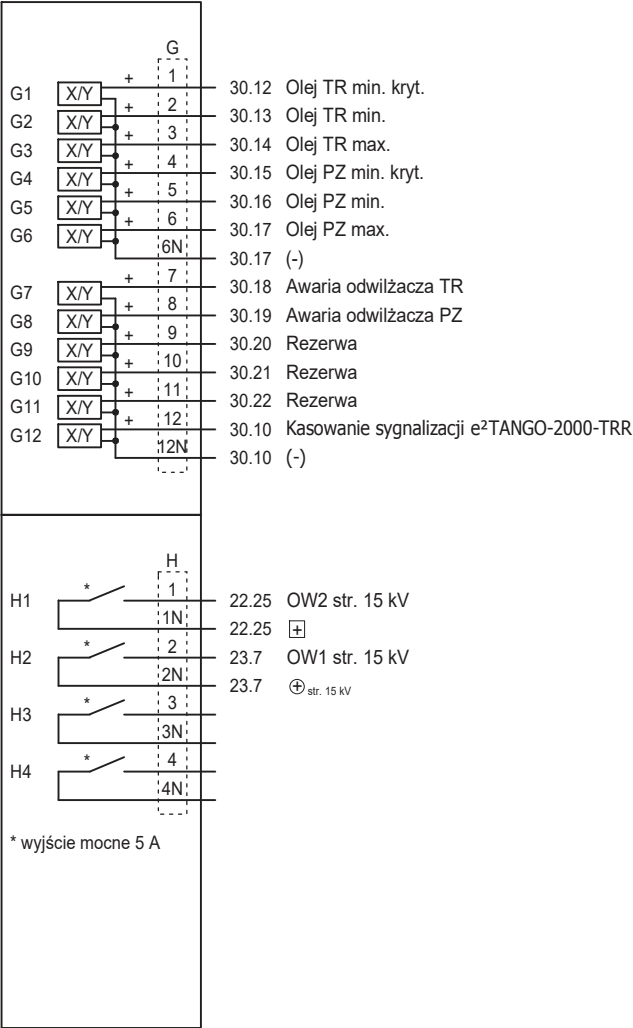 G
G1 X/Y + 1 30.12 Olej TR min. kryt.
G2 X/Y + 2 30.13 Olej TR min.
G3 X/Y + 3 30.14 Olej TR max.
G4 X/Y + 4 30.15 Olej PZ min. kryt.
G5 X/Y + 5 30.16 Olej PZ min.
G6 X/Y + 6 30.17 Olej PZ max.
6N 30.17 (-)
G7 X/Y + 7 30.18 Awaria odwilżacza TR
G8 X/Y + 8 30.19 Awaria odwilżacza PZ
G9 X/Y + 9 30.20 Rezerwa
G10 X/Y + 10 30.21 Rezerwa
G11 X/Y + 11 30.22 Rezerwa
G12 X/Y + 12 30.10 Kasowanie sygnalizacji e²TANGO-2000-TRR
12N 30.10 (-)
H
H1 * 1 22.25 OW2 str. 15 kV
1N 22.25 +
H2 * 2 23.7 OW1 str. 15 kV
2N 23.7 ⊕ str. 15 kV
H3 * 3
3N
H4 * 4
4N
* wyjście mocne 5 A